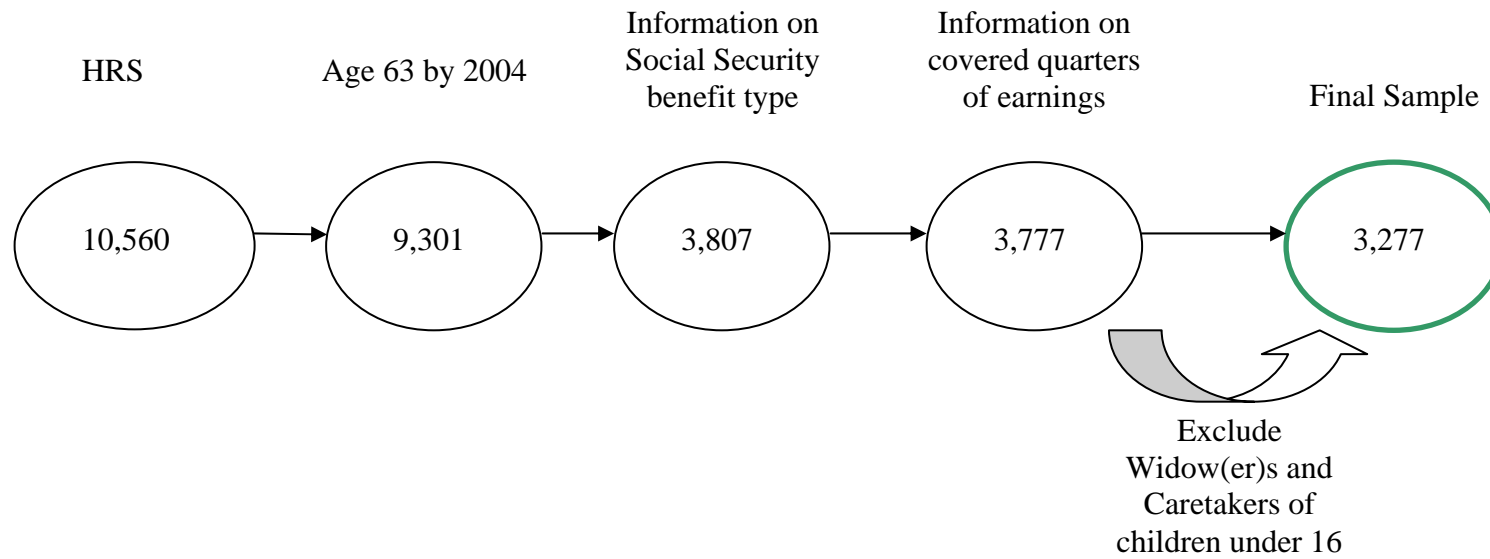 HRS
Age 63 by 2004
Information on
Social Security
benefit type
Information on
covered quarters
of earnings
Final Sample
10,560
9,301
3,807
3,777
3,277
Exclude
Widow(er)s and
Caretakers of
children under 16